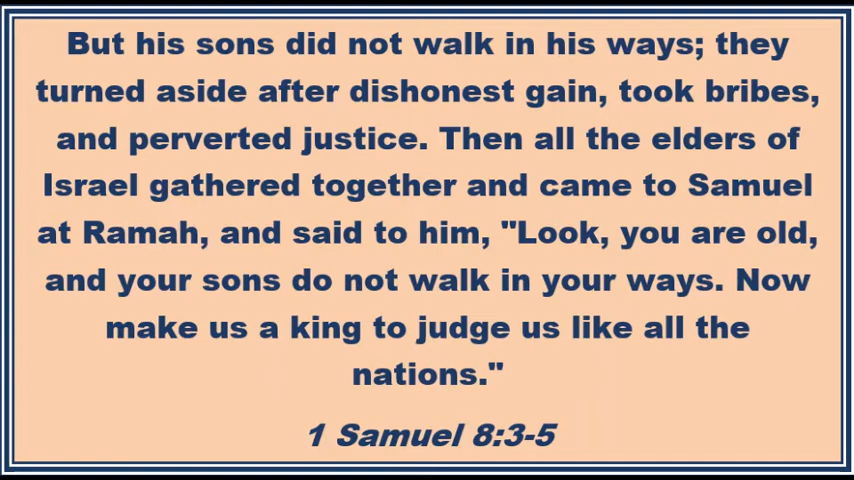 But his sons did not walk in his ways; they
turned aside after dishonest gain, took bribes,
and perverted justice. Then all the elders of
Israel gathered together and came to Samuel
at Ramah, and said to him, "Look, you are old,
and your sons do not walk in your ways. Now
make us a king to judge us like all the
nations."
1 Samuel 8:3-5